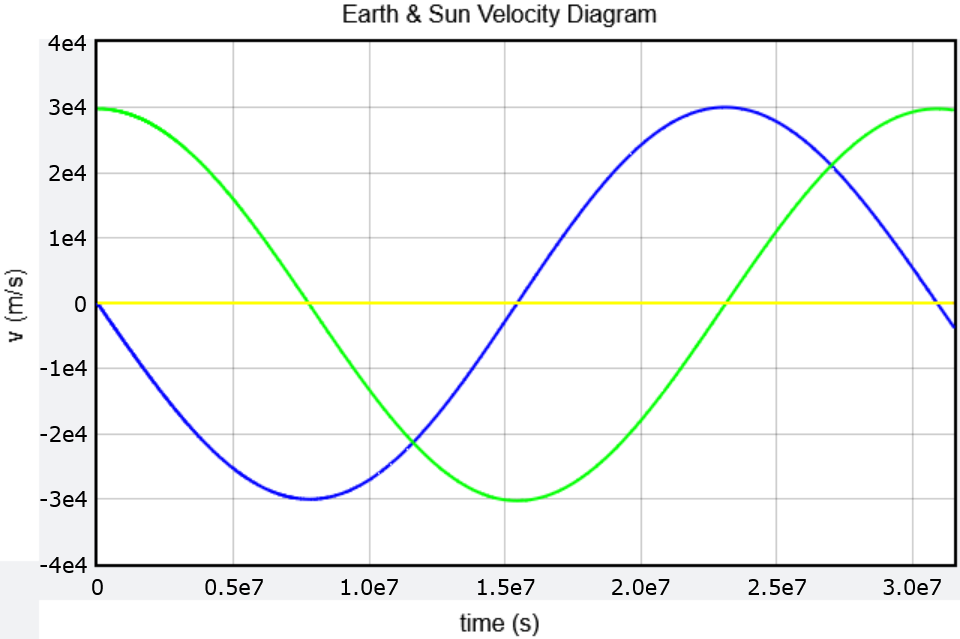 Earth & Sun Velocity Diagram
4e4
3e4
2e4
1e4
0
-1e4
-2e4
-3e4
-4e4
v (m/s)
0 0.5e7 1.0e7 1.5e7 2.0e7 2.5e7 3.0e7
time (s)